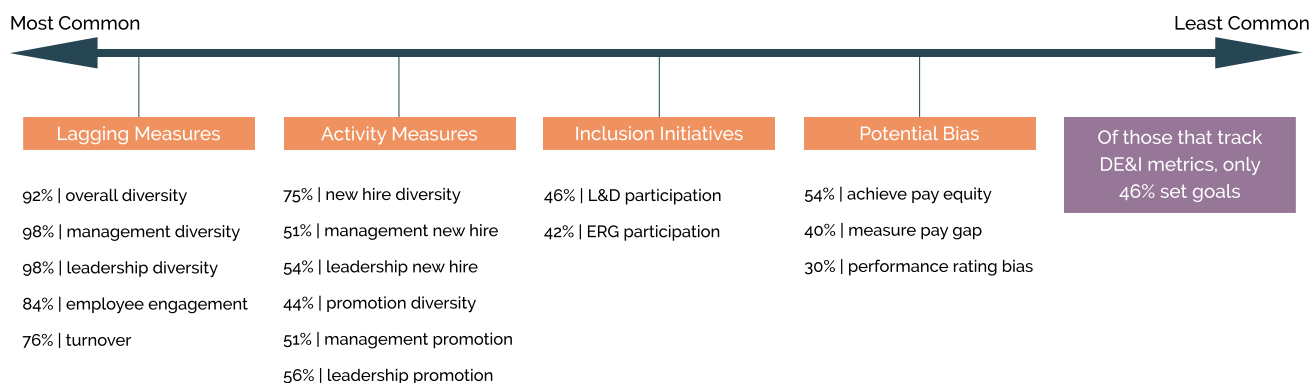 Most Common
Least Common
Lagging Measures
92% | overall diversity
98% | management diversity
98% | leadership diversity
84% | employee engagement
76% | turnover
Activity Measures
75% | new hire diversity
51% | management new hire
54% | leadership new hire
44% | promotion diversity
51% | management promotion
56% | leadership promotion
Inclusion Initiatives
46% | L&D participation
42% | ERG participation
Potential Bias
54% | achieve pay equity
40% | measure pay gap
30% | performance rating bias
Of those that track
DE&I metrics, only
46% set goals